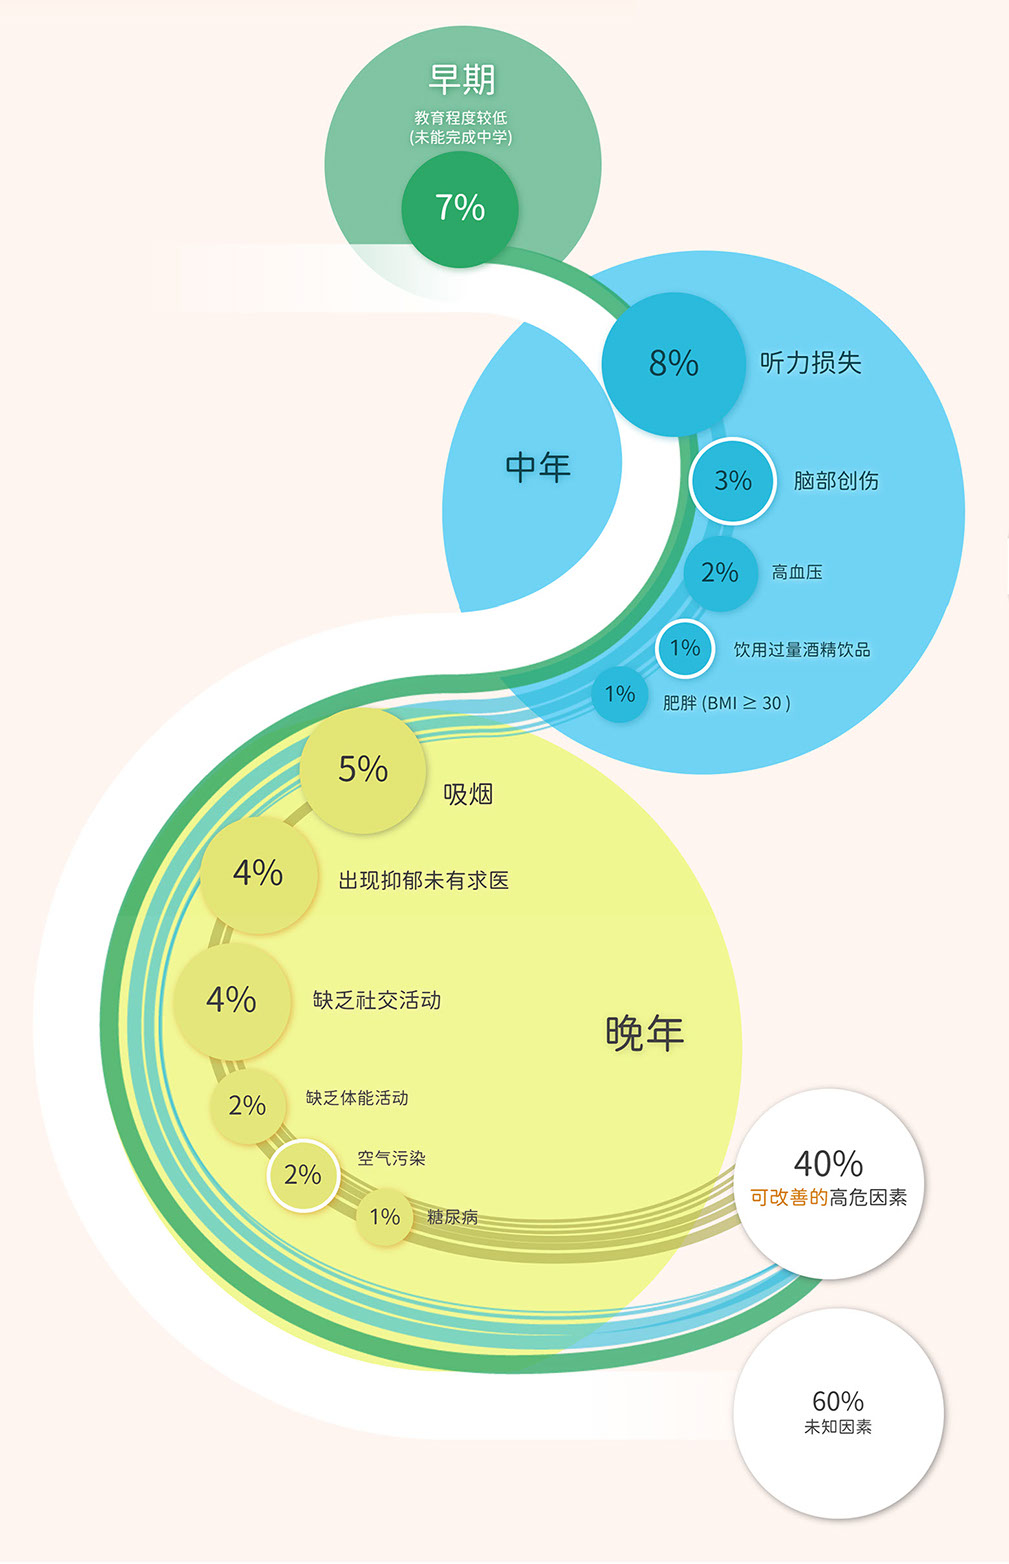 早期
教育程度较低
(未能完成中学)
7%
8%
听力损失
中年
3%
脑部创伤
2%
高血压
1%
饮用过量酒精饮品
1%
肥胖 (BMI ≥ 30 )
5%
吸烟
4%
出现抑郁未有求医
4%
缺乏社交活动
晚年
2%
缺乏体能活动
2%
空气污染
1%
糖尿病
40%
可改善的高危因素
60%
未知因素